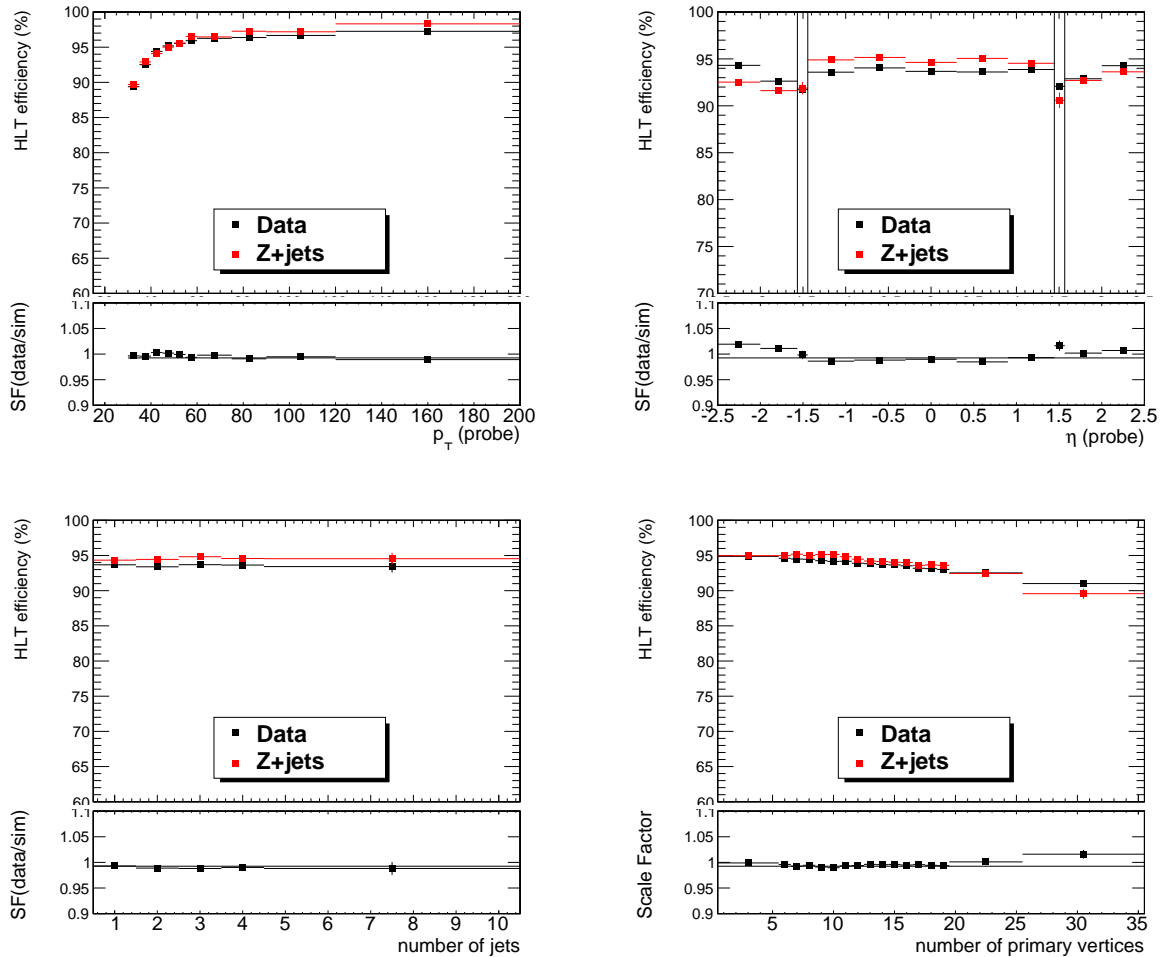 HLT efficiency (%)
100
95
90
85
80
75
70
65
60
Data
Z+jets
SF(data/sim)
1.1
1.05
1
0.95
0.9
20 40 60 80 100 120 140 160 180 200
p_T (probe)
HLT efficiency (%)
100
95
90
85
80
75
70
Data
Z+jets
SF(data/sim)
1.1
1.05
1
0.95
0.9
-2.5 -2 -1.5 -1 -0.5 0 0.5 1 1.5 2 2.5
η (probe)
HLT efficiency (%)
100
95
90
85
80
75
70
65
60
Data
Z+jets
SF(data/sim)
1.1
1.05
1
0.95
0.9
1 2 3 4 5 6 7 8 9 10
number of jets
HLT efficiency (%)
100
95
90
85
80
75
70
65
60
Data
Z+jets
Scale Factor
1.1
1.05
1
0.95
0.9
5 10 15 20 25 30 35
number of primary vertices